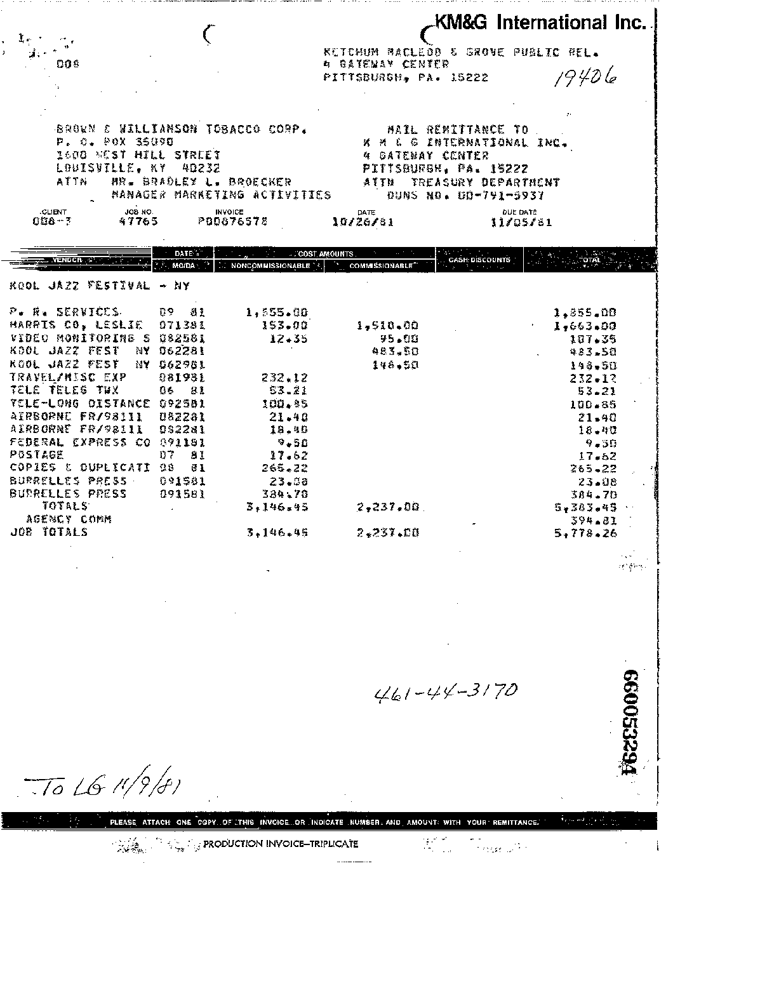 KM&G International Inc.
KETCHUM MACLEOD & GROVE PUBLIC REL.
008
4 GATEWAY CENTER
PITTSBURGH, PA. 15222
19406
BROWN & WILLIAMSON TOBACCO CORP. MAIL REMITTANCE TO
P. O. BOX 35090 K M & G INTERNATIONAL INC.
1600 WEST HILL STREET 4 GATEWAY CENTER
LOUISVILLE, KY 40232 PITTSBURGH, PA. 15222
ATTN MR. BRADLEY L. BROECKER ATTN TREASURY DEPARTMENT
MANAGER MARKETING ACTIVITIES DUNS NO. 00-791-5937
CLIENT JOB NO. INVOICE DATE DUE DATE
008-3 47765 P00876578 10/26/81 11/05/81
VENDOR DATE MO/DA COST AMOUNTS NONCOMMISSIONABLE COMMISSIONABLE CASH DISCOUNTS TOTAL
KOOL JAZZ FESTIVAL - NY
P. R. SERVICES 09 81 1,855.00 1,855.00
HARRIS CO, LESLIE 071381 153.00 1,510.00 1,663.00
VIDEO MONITORING S 082581 12.35 95.00 107.35
KOOL JAZZ FEST NY 062281 483.50 483.50
KOOL JAZZ FEST NY 062981 148.50 148.50
TRAVEL/MISC EXP 081981 232.12 232.12
TELE TELEG TWX 06 81 53.21 53.21
TELE-LONG DISTANCE 092581 100.85 100.85
AIRBORNE FR/98111 082281 21.40 21.40
AIRBORNE FR/98111 082281 18.40 18.40
FEDERAL EXPRESS CO 091181 9.50 9.50
POSTAGE 07 81 17.62 17.62
COPIES & DUPLICATI 08 81 265.22 265.22
BURRELLES PRESS 091581 23.08 23.08
BURRELLES PRESS 091581 384.70 384.70
TOTALS 3,146.45 2,237.00 5,383.45
AGENCY COMM 394.81
JOB TOTALS 3,146.45 2,237.00 5,778.26
461-44-3170
660053294
To LG 11/9/81
PLEASE ATTACH ONE COPY OF THIS INVOICE OR INDICATE NUMBER AND AMOUNT WITH YOUR REMITTANCE.
PRODUCTION INVOICE-TRIPLICATE